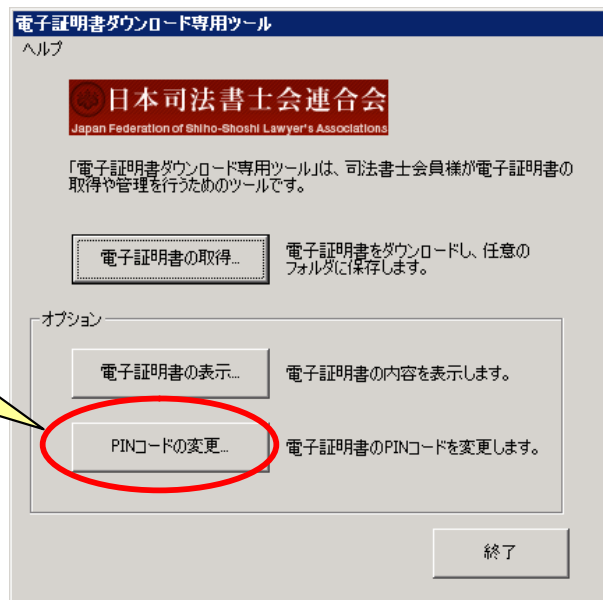 電子証明書ダウンロード専用ツール
ヘルプ
日本司法書士会連合会
Japan Federation of Shiho-Shoshi Lawyer's Associations
「電子証明書ダウンロード専用ツール」は、司法書士会員様が電子証明書の
取得や管理を行うためのツールです。
電子証明書の取得...
電子証明書をダウンロードし、任意の
フォルダに保存します。
オプション
電子証明書の表示...
電子証明書の内容を表示します。
PINコードの変更...
電子証明書のPINコードを変更します。
終了